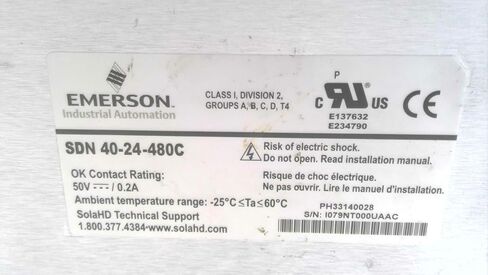 EMERSON
Industrial Automation
CLASS I, DIVISION 2,
GROUPS A, B, C, D, T4
P
C UR US
E137632
E234790
CE
SDN 40-24-480C
OK Contact Rating:
50V⎓/ 0.2A
Ambient temperature range: -25°C≤Ta≤60°C
SolaHD Technical Support
1.800.377.4384-www.solahd.com
Risk of electric shock.
Do not open. Read installation manual.
Risque de choc électrique.
Ne pas ouvrir. Lire le manuel d'installation.
PH33140028
S/N: I079NT000UAAC